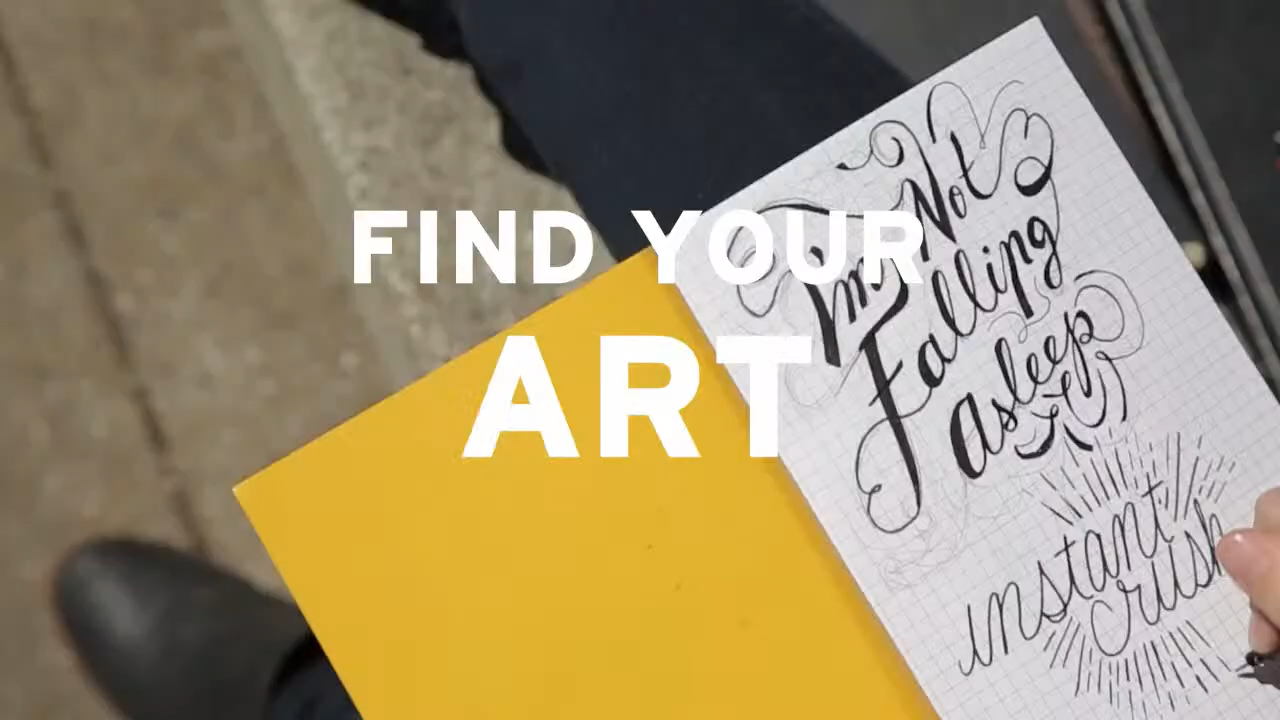 FIND YOUR
ART
I'm Not
Falling
asleep
instant
crush